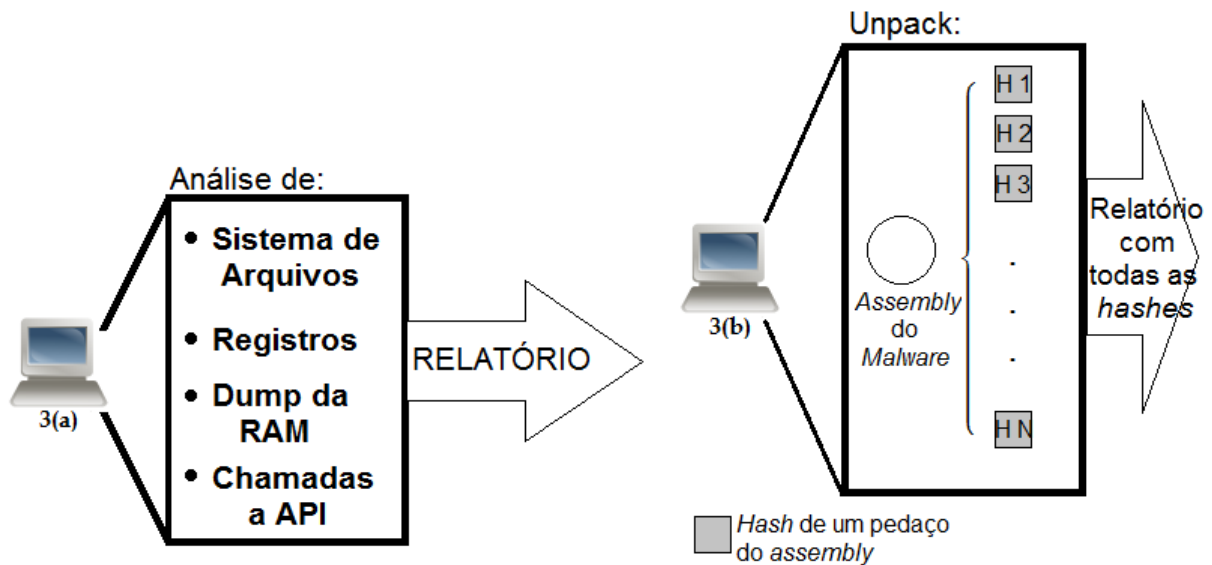 Análise de:
• Sistema de
Arquivos
• Registros
• Dump da
RAM
• Chamadas
a API
3(a)
RELATÓRIO
Unpack:
H 1
H 2
H 3
.
.
.
H N
Assembly
do
Malware
3(b)
Relatório
com
todas as
hashes
Hash de um pedaço
do assembly